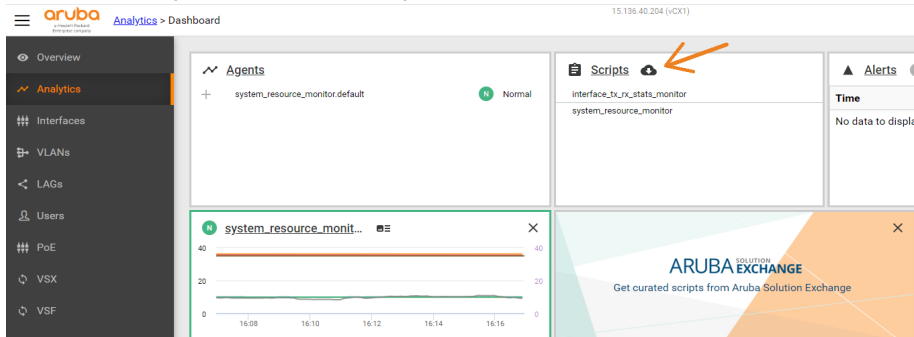 15.136.40.204 (vCX1)
aruba
a Hewlett Packard
Enterprise company
Analytics > Dashboard
Overview
Analytics
Interfaces
VLANs
LAGs
Users
PoE
VSX
VSF
Agents
system_resource_monitor.default
N Normal
Scripts
interface_tx_rx_stats_monitor
system_resource_monitor
Alerts
Time
No data to displa
N system_resource_monit...
40 40
20 20
0 0
16:08 16:10 16:12 16:14 16:16
ARUBA SOLUTION EXCHANGE
Get curated scripts from Aruba Solution Exchange